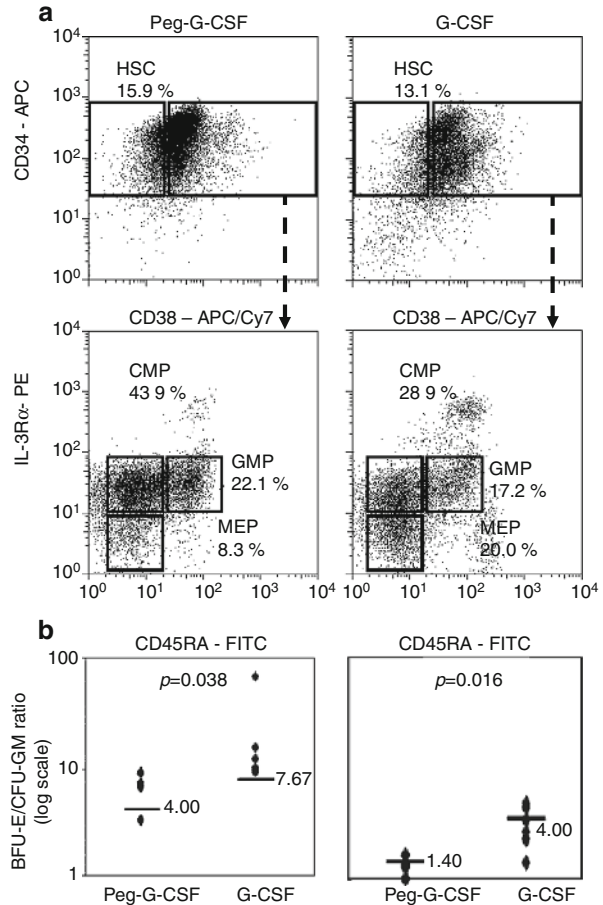 a
Peg-G-CSF
G-CSF
CD34 - APC
10⁴
10³
10²
10¹
10⁰
HSC
15.9 %
HSC
13.1 %
CD38 – APC/Cy7
CD38 – APC/Cy7
IL-3Rα- PE
10⁴
10³
10²
10¹
10⁰
CMP
43 9 %
GMP
22.1 %
MEP
8.3 %
CMP
28 9 %
GMP
17.2 %
MEP
20.0 %
10⁰ 10¹ 10² 10³ 10⁴
10⁰ 10¹ 10² 10³ 10⁴
b
CD45RA - FITC
CD45RA - FITC
BFU-E/CFU-GM ratio
(log scale)
100
10
1
p=0.038
4.00
7.67
p=0.016
1.40
4.00
Peg-G-CSF G-CSF
Peg-G-CSF G-CSF